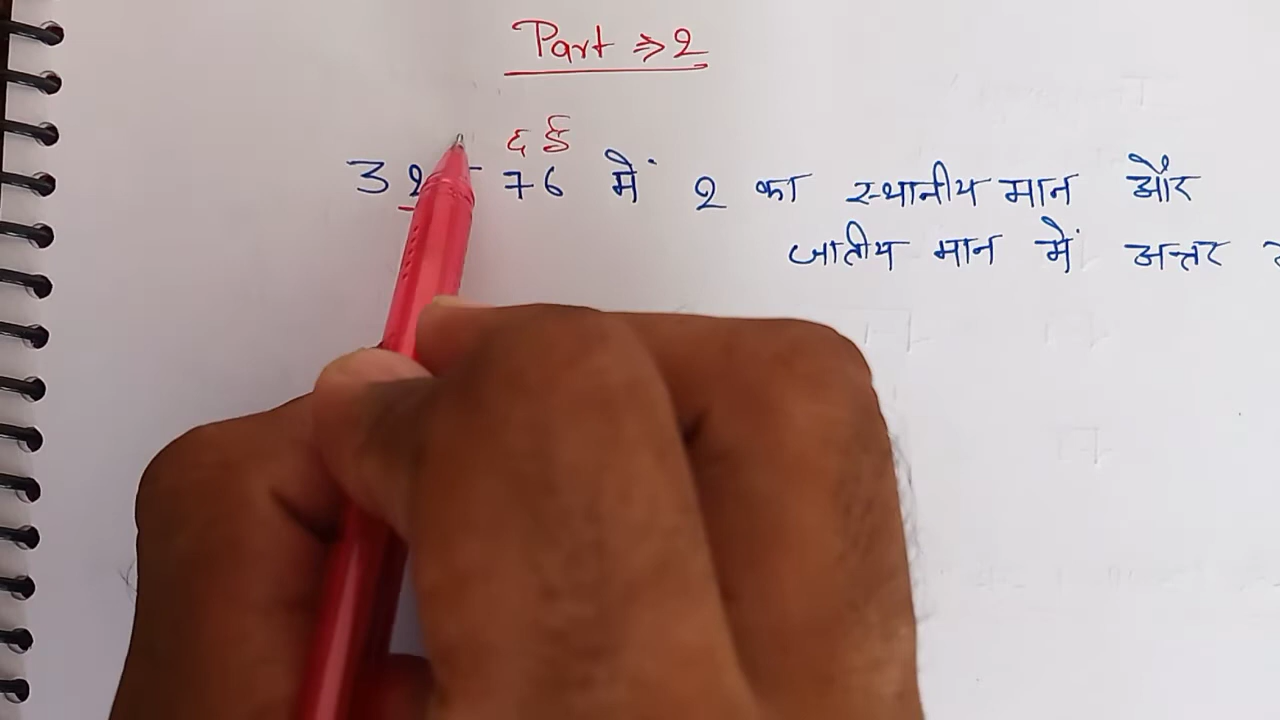 Part ⇒ 2
द इ
32 76 में 2 का स्थानीय मान और
जातीय मान में अन्तर